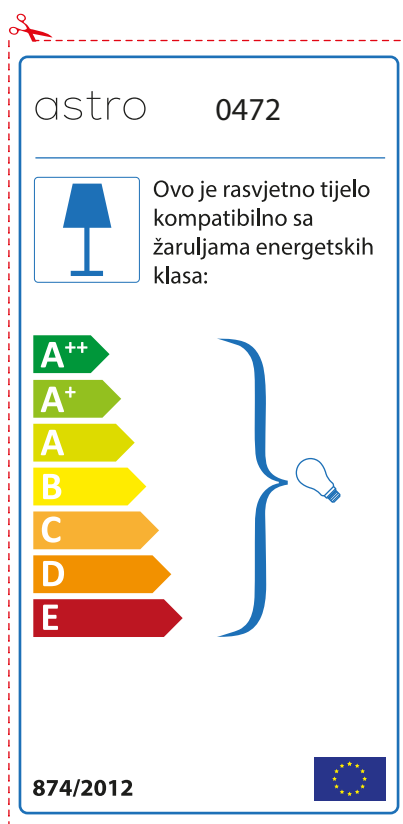 astro 0472
Ovo je rasvjetno tijelo
kompatibilno sa
žaruljama energetskih
klasa:
A++
A+
A
B
C
D
E
874/2012